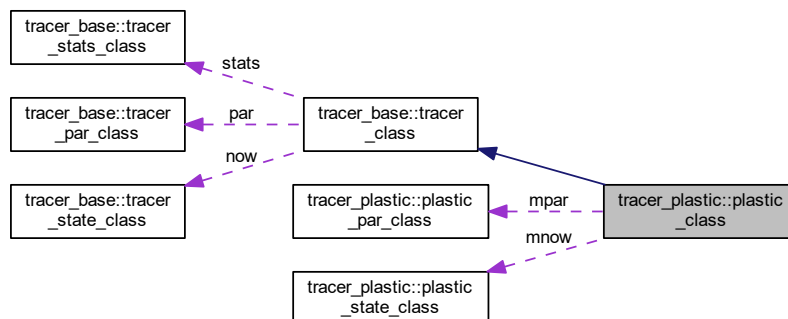 tracer_base::tracer
_stats_class
stats
tracer_base::tracer
_par_class
par
tracer_base::tracer
_class
now
tracer_base::tracer
_state_class
tracer_plastic::plastic
_par_class
mpar
tracer_plastic::plastic
_class
mnow
tracer_plastic::plastic
_state_class